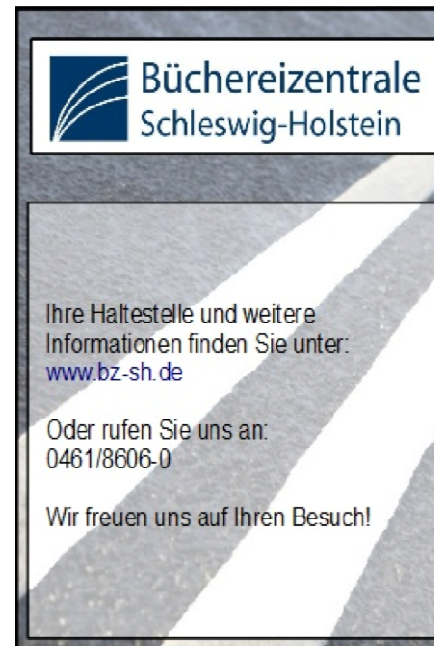 Büchereizentrale
Schleswig-Holstein
Ihre Haltestelle und weitere
Informationen finden Sie unter:
www.bz-sh.de
Oder rufen Sie uns an:
0461/8606-0
Wir freuen uns auf Ihren Besuch!